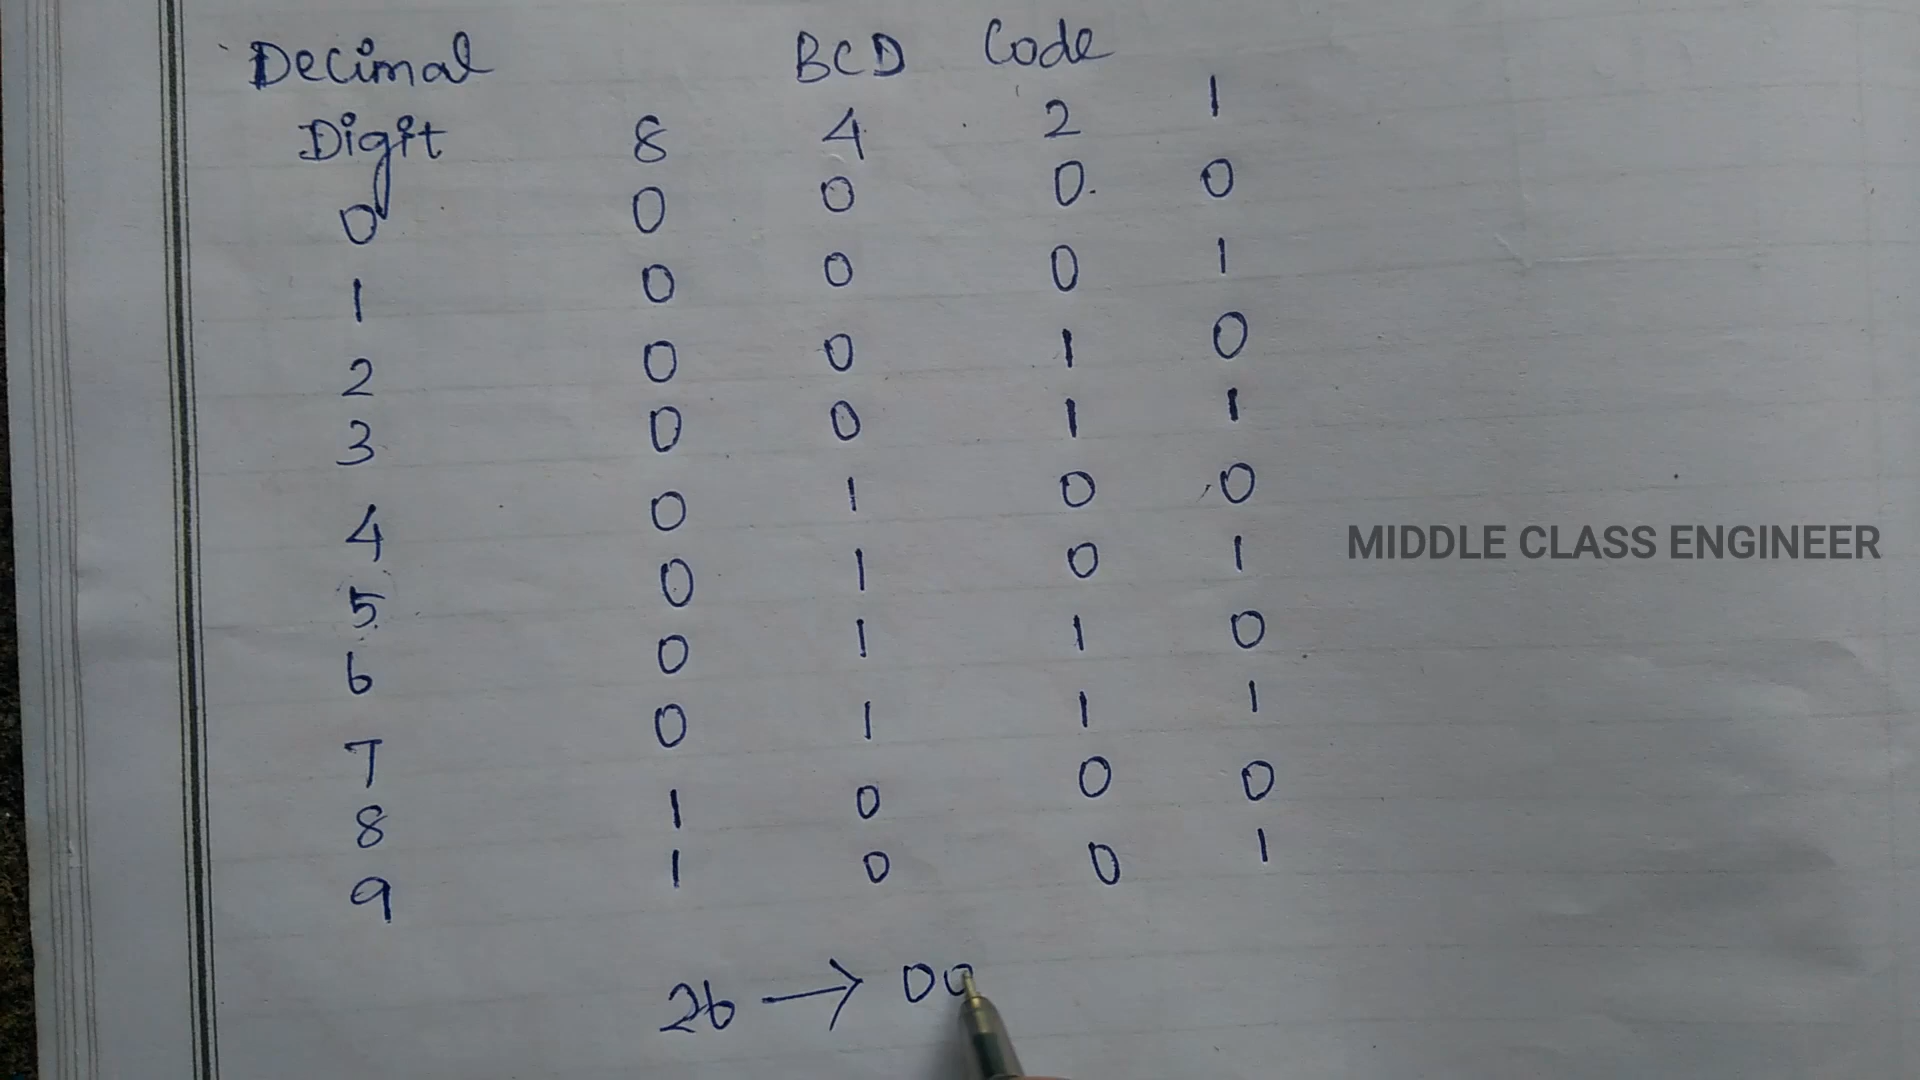 Decimal BCD Code
Digit 8 4 2 1
0 0 0 0 0
1 0 0 0 1
2 0 0 1 0
3 0 0 1 1
4 0 1 0 0
5 0 1 0 1
6 0 1 1 0
7 0 1 1 1
8 1 0 0 0
9 1 0 0 1
26 → 00
MIDDLE CLASS ENGINEER